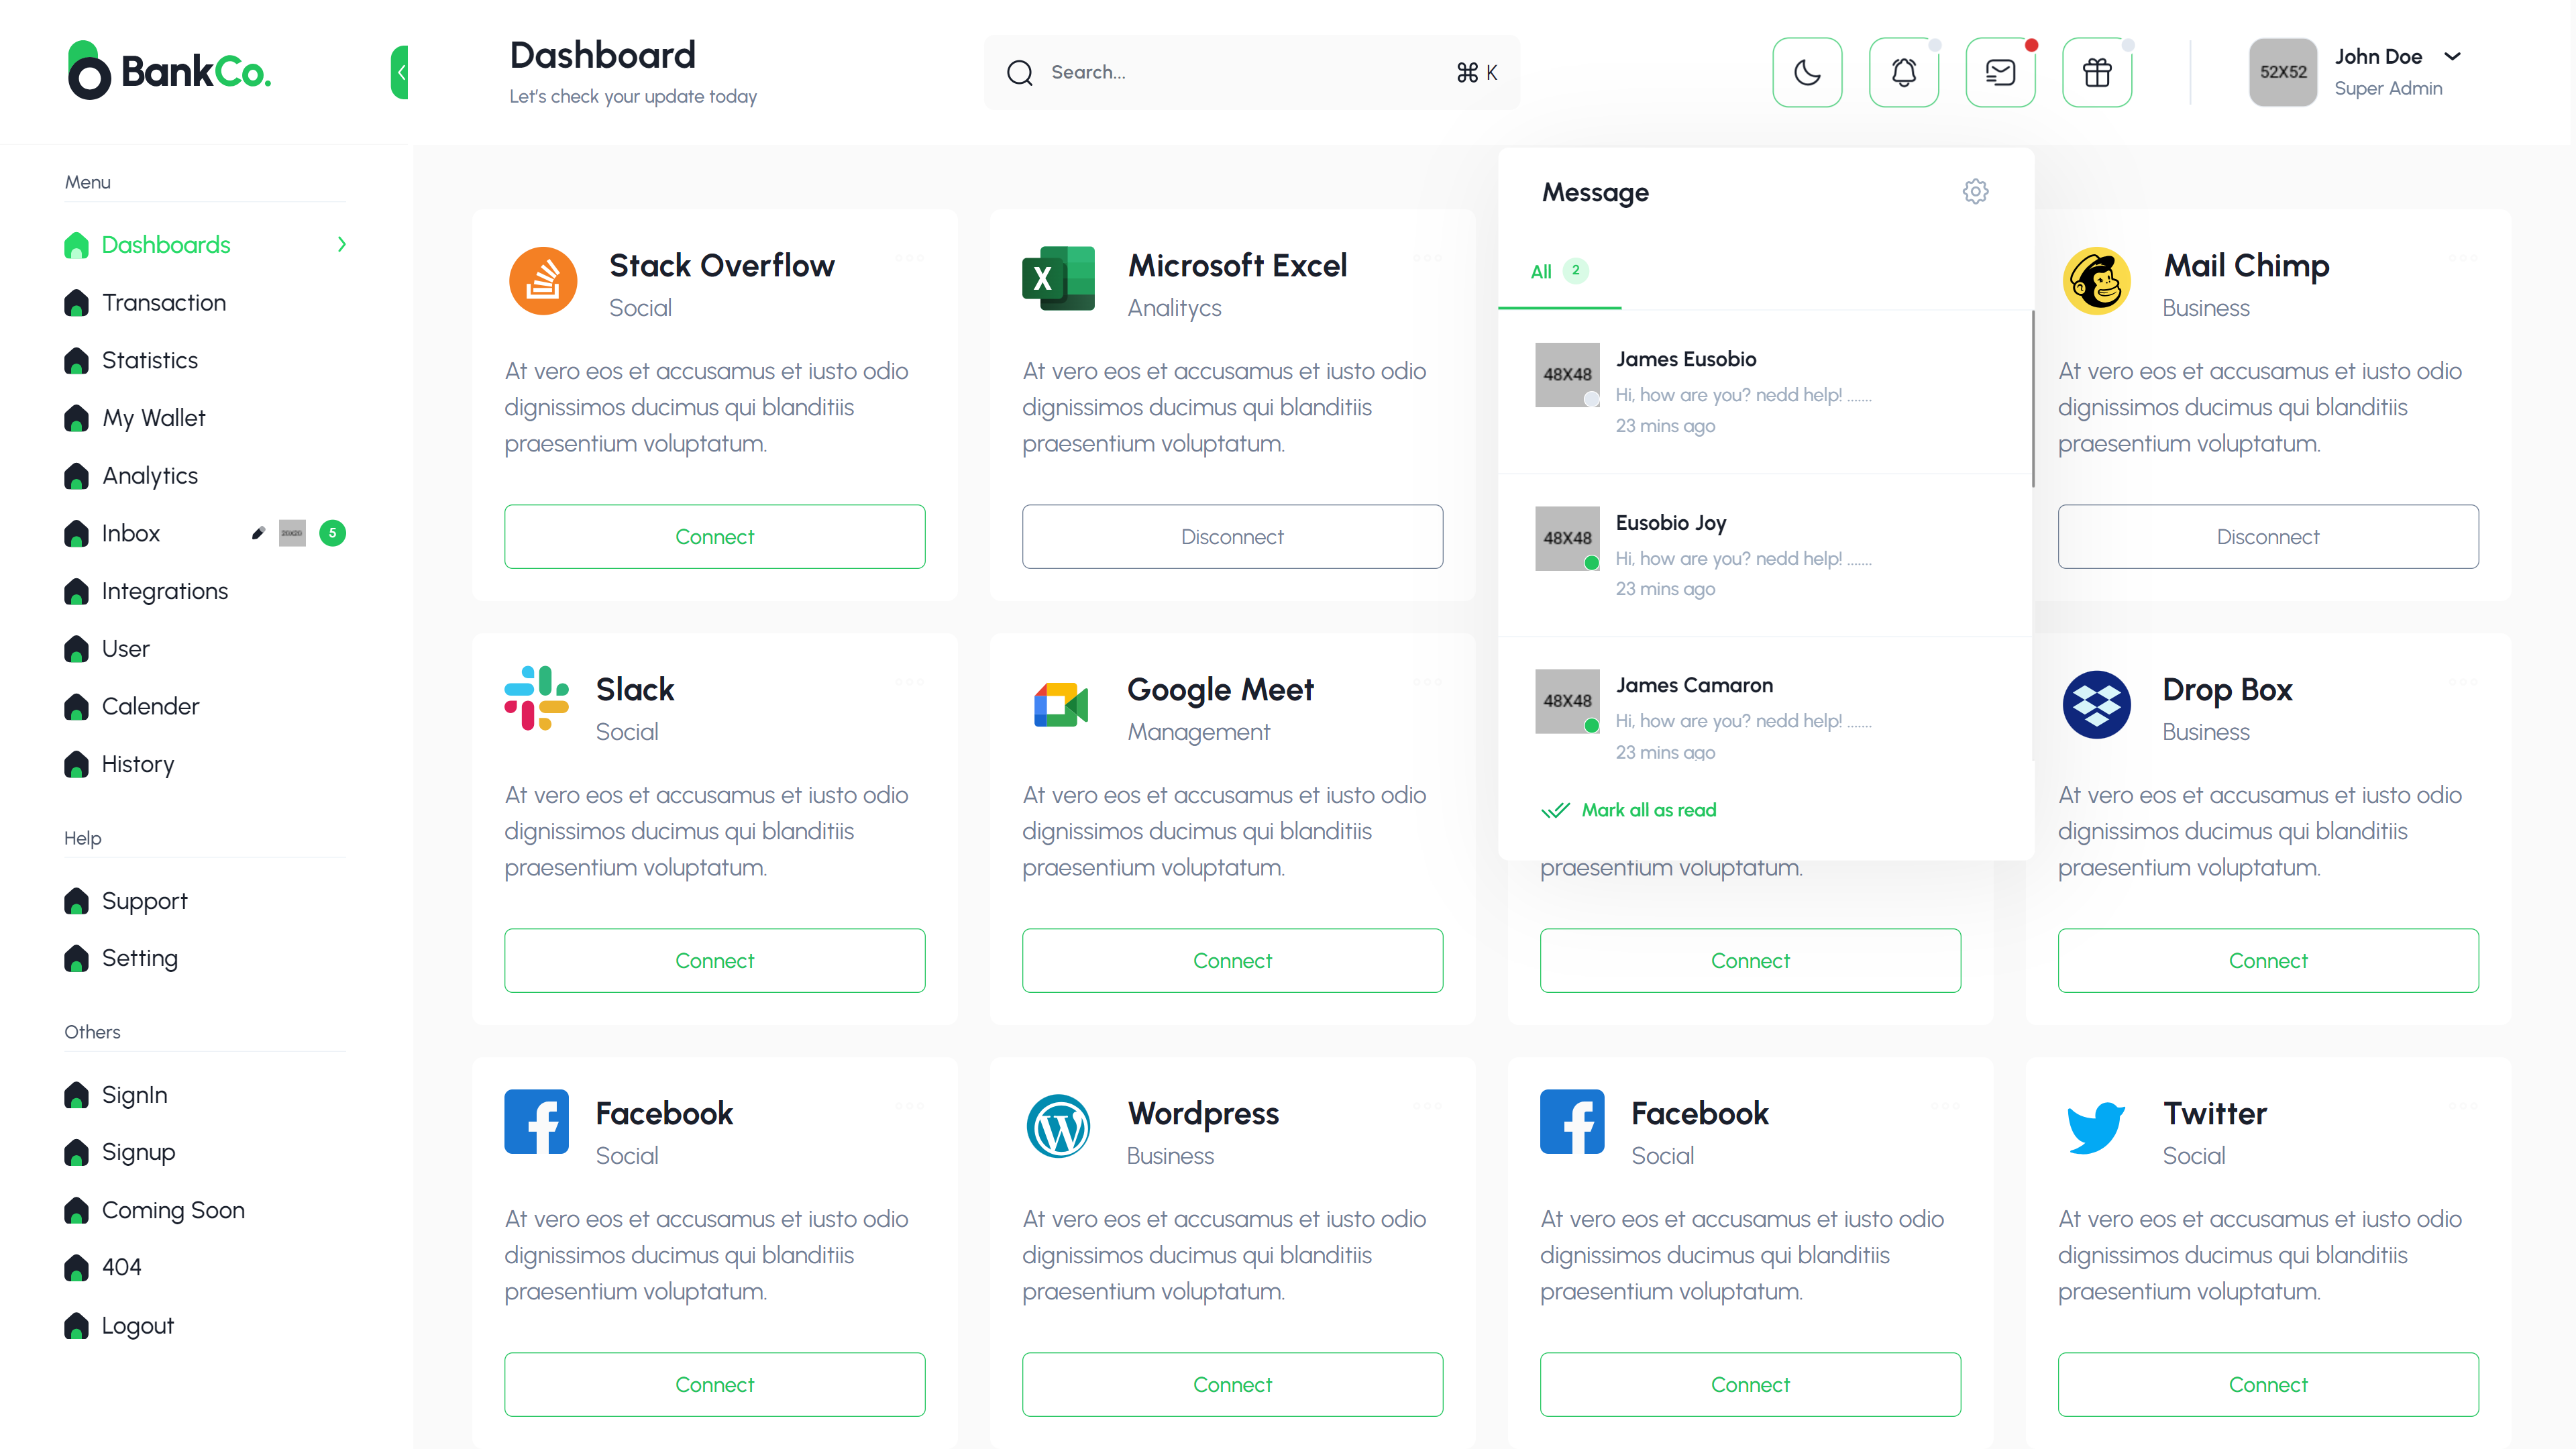 BankCo.
Dashboard
Let's check your update today
Search...
⌘ K
52X52
John Doe
Super Admin
Menu
Dashboards
Transaction
Statistics
My Wallet
Analytics
Inbox
5
Integrations
User
Calender
History
Help
Support
Setting
Others
SignIn
Signup
Coming Soon
404
Logout
Stack Overflow
Social
At vero eos et accusamus et iusto odio
dignissimos ducimus qui blanditiis
praesentium voluptatum.
Connect
Microsoft Excel
Analitycs
At vero eos et accusamus et iusto odio
dignissimos ducimus qui blanditiis
praesentium voluptatum.
Disconnect
Message
All 2
48X48
James Eusobio
Hi, how are you? nedd help! .......
23 mins ago
48X48
Eusobio Joy
Hi, how are you? nedd help! .......
23 mins ago
48X48
James Camaron
Hi, how are you? nedd help! .......
23 mins ago
Mark all as read
Mail Chimp
Business
At vero eos et accusamus et iusto odio
dignissimos ducimus qui blanditiis
praesentium voluptatum.
Disconnect
Slack
Social
At vero eos et accusamus et iusto odio
dignissimos ducimus qui blanditiis
praesentium voluptatum.
Connect
Google Meet
Management
At vero eos et accusamus et iusto odio
dignissimos ducimus qui blanditiis
praesentium voluptatum.
Connect
praesentium voluptatum.
Connect
Drop Box
Business
At vero eos et accusamus et iusto odio
dignissimos ducimus qui blanditiis
praesentium voluptatum.
Connect
Facebook
Social
At vero eos et accusamus et iusto odio
dignissimos ducimus qui blanditiis
praesentium voluptatum.
Connect
Wordpress
Business
At vero eos et accusamus et iusto odio
dignissimos ducimus qui blanditiis
praesentium voluptatum.
Connect
Facebook
Social
At vero eos et accusamus et iusto odio
dignissimos ducimus qui blanditiis
praesentium voluptatum.
Connect
Twitter
Social
At vero eos et accusamus et iusto odio
dignissimos ducimus qui blanditiis
praesentium voluptatum.
Connect